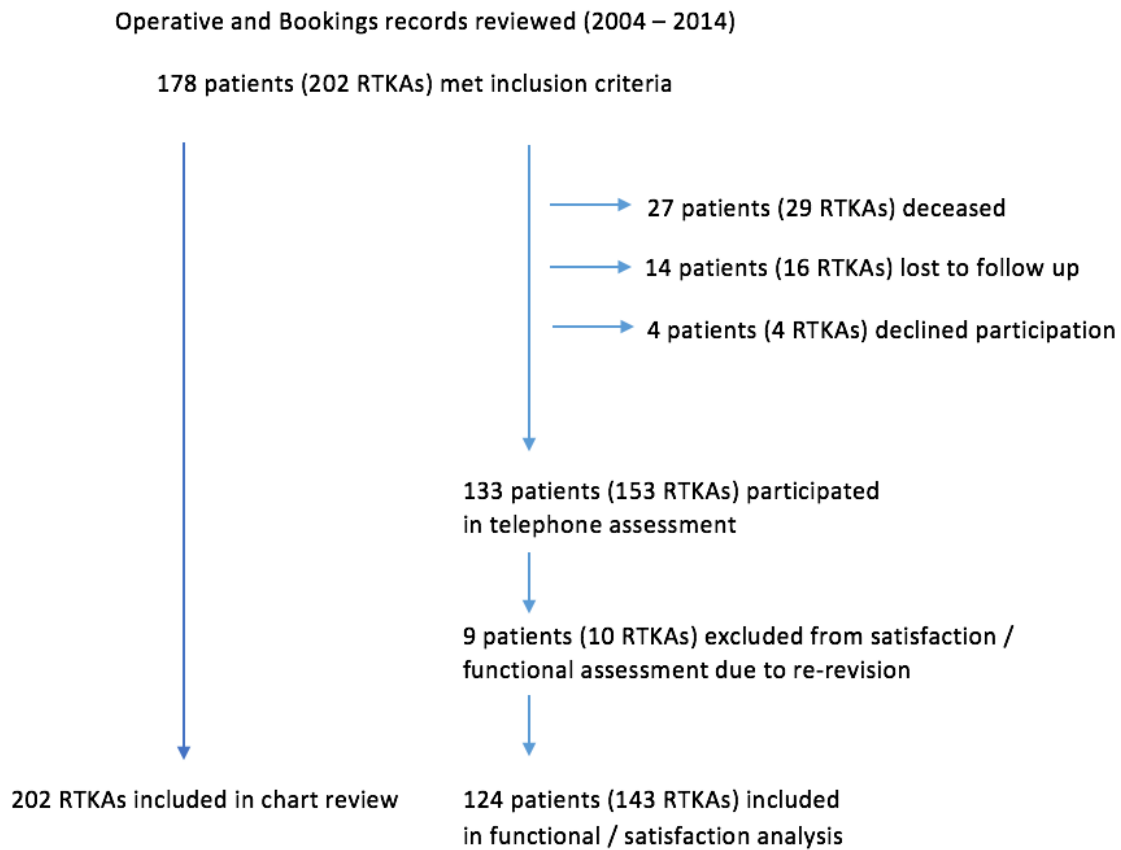 Operative and Bookings records reviewed (2004 – 2014)
178 patients (202 RTKAs) met inclusion criteria
27 patients (29 RTKAs) deceased
14 patients (16 RTKAs) lost to follow up
4 patients (4 RTKAs) declined participation
133 patients (153 RTKAs) participated
in telephone assessment
9 patients (10 RTKAs) excluded from satisfaction /
functional assessment due to re-revision
202 RTKAs included in chart review
124 patients (143 RTKAs) included
in functional / satisfaction analysis